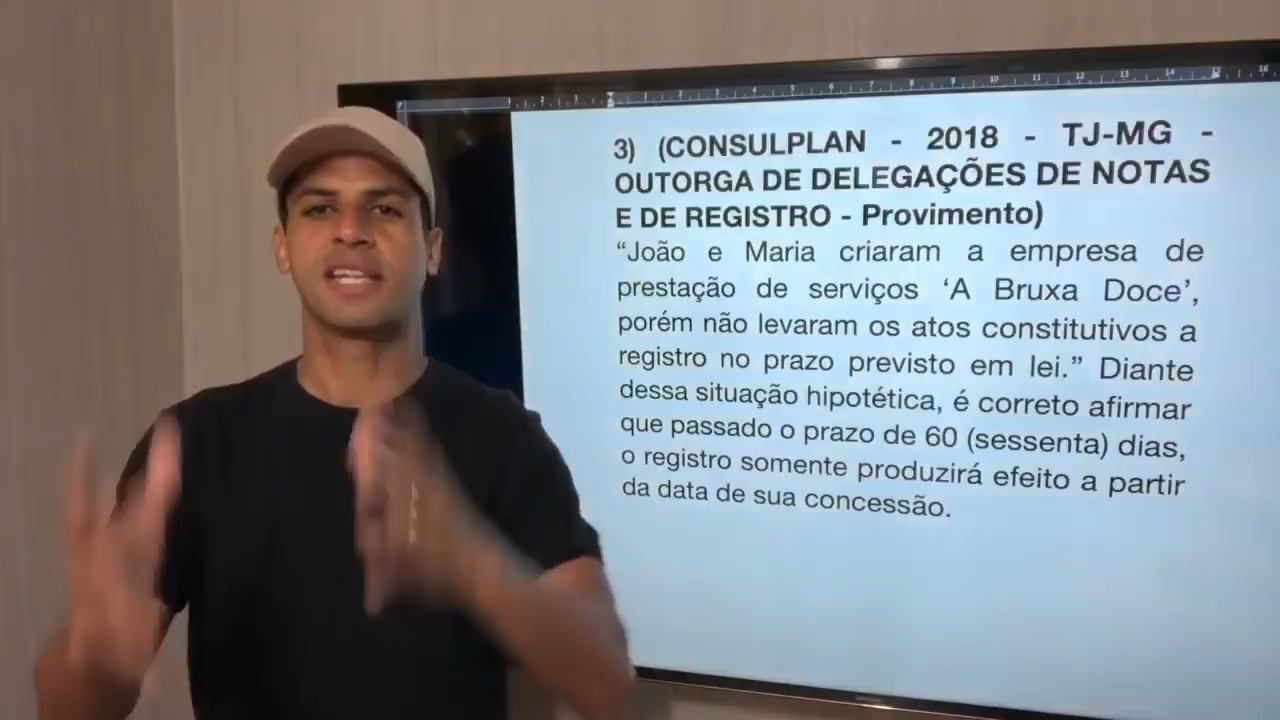 3) (CONSULPLAN - 2018 - TJ-MG -
OUTORGA DE DELEGAÇÕES DE NOTAS
E DE REGISTRO - Provimento)
“João e Maria criaram a empresa de
prestação de serviços ‘A Bruxa Doce’,
porém não levaram os atos constitutivos a
registro no prazo previsto em lei.” Diante
dessa situação hipotética, é correto afirmar
que passado o prazo de 60 (sessenta) dias,
o registro somente produzirá efeito a partir
da data de sua concessão.